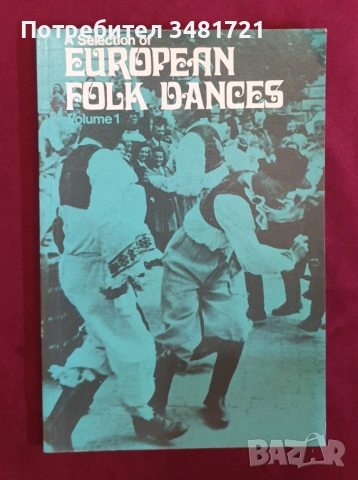 Потребител 3481721
A Selection of
EUROPEAN
FOLK DANCES
Volume 1
BAZAR